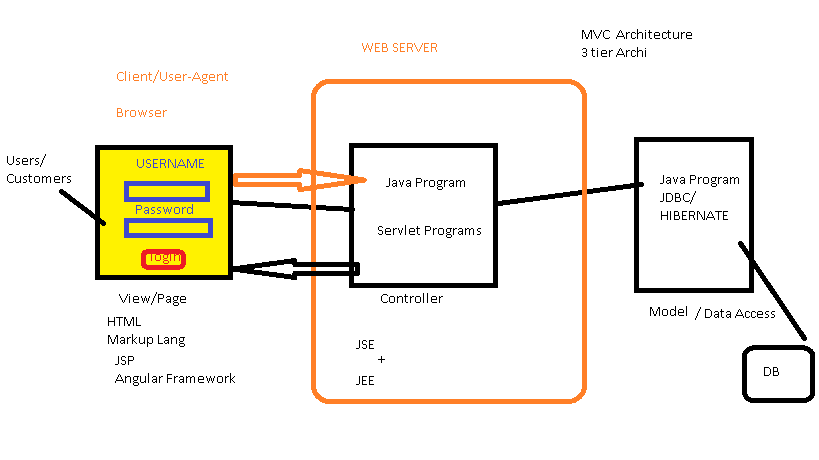 MVC Architecture
3 tier Archi
WEB SERVER
Client/User-Agent
Browser
Users/
Customers
USERNAME
Password
login
View/Page
HTML
Markup Lang
JSP
Angular Framework
Java Program
Servlet Programs
Controller
JSE
+
JEE
Java Program
JDBC/
HIBERNATE
Model / Data Access
DB